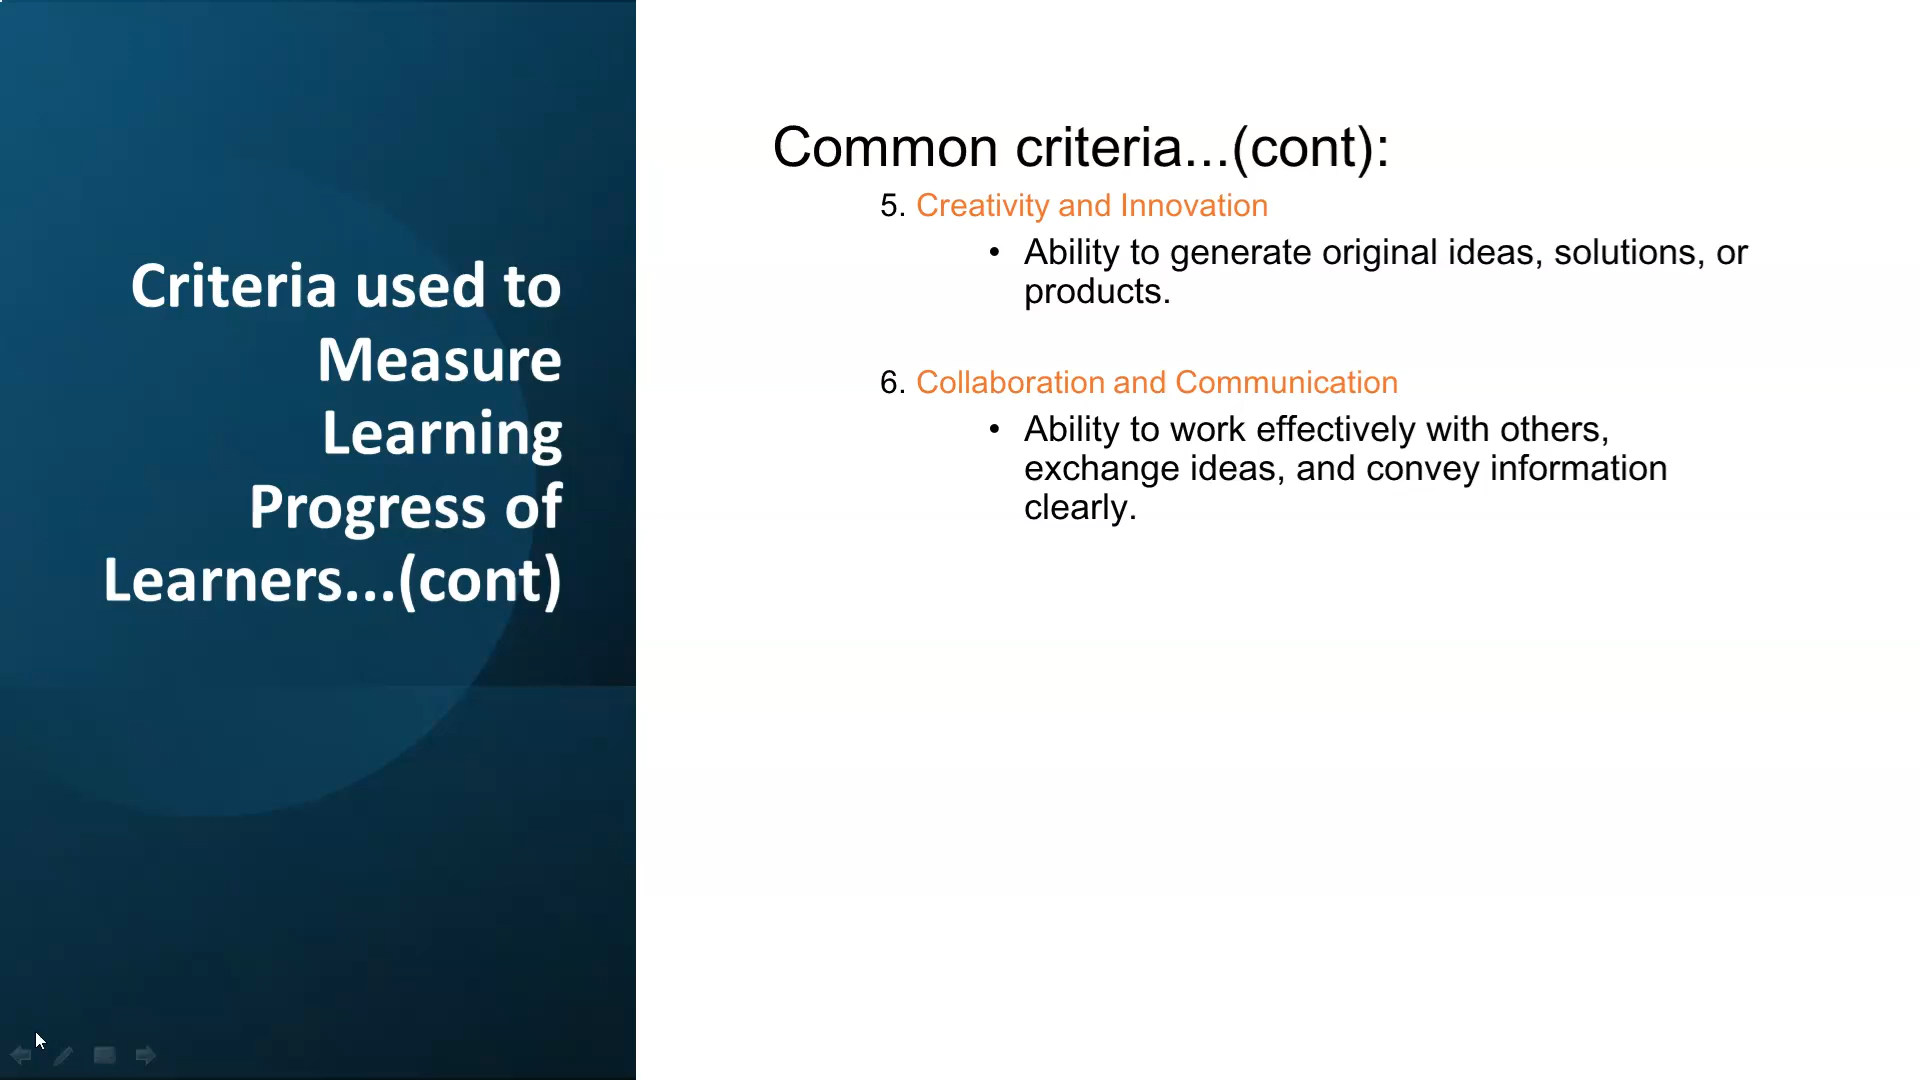 Criteria used to
Measure
Learning
Progress of
Learners...(cont)
Common criteria...(cont):
5. Creativity and Innovation
• Ability to generate original ideas, solutions, or
products.
6. Collaboration and Communication
• Ability to work effectively with others,
exchange ideas, and convey information
clearly.